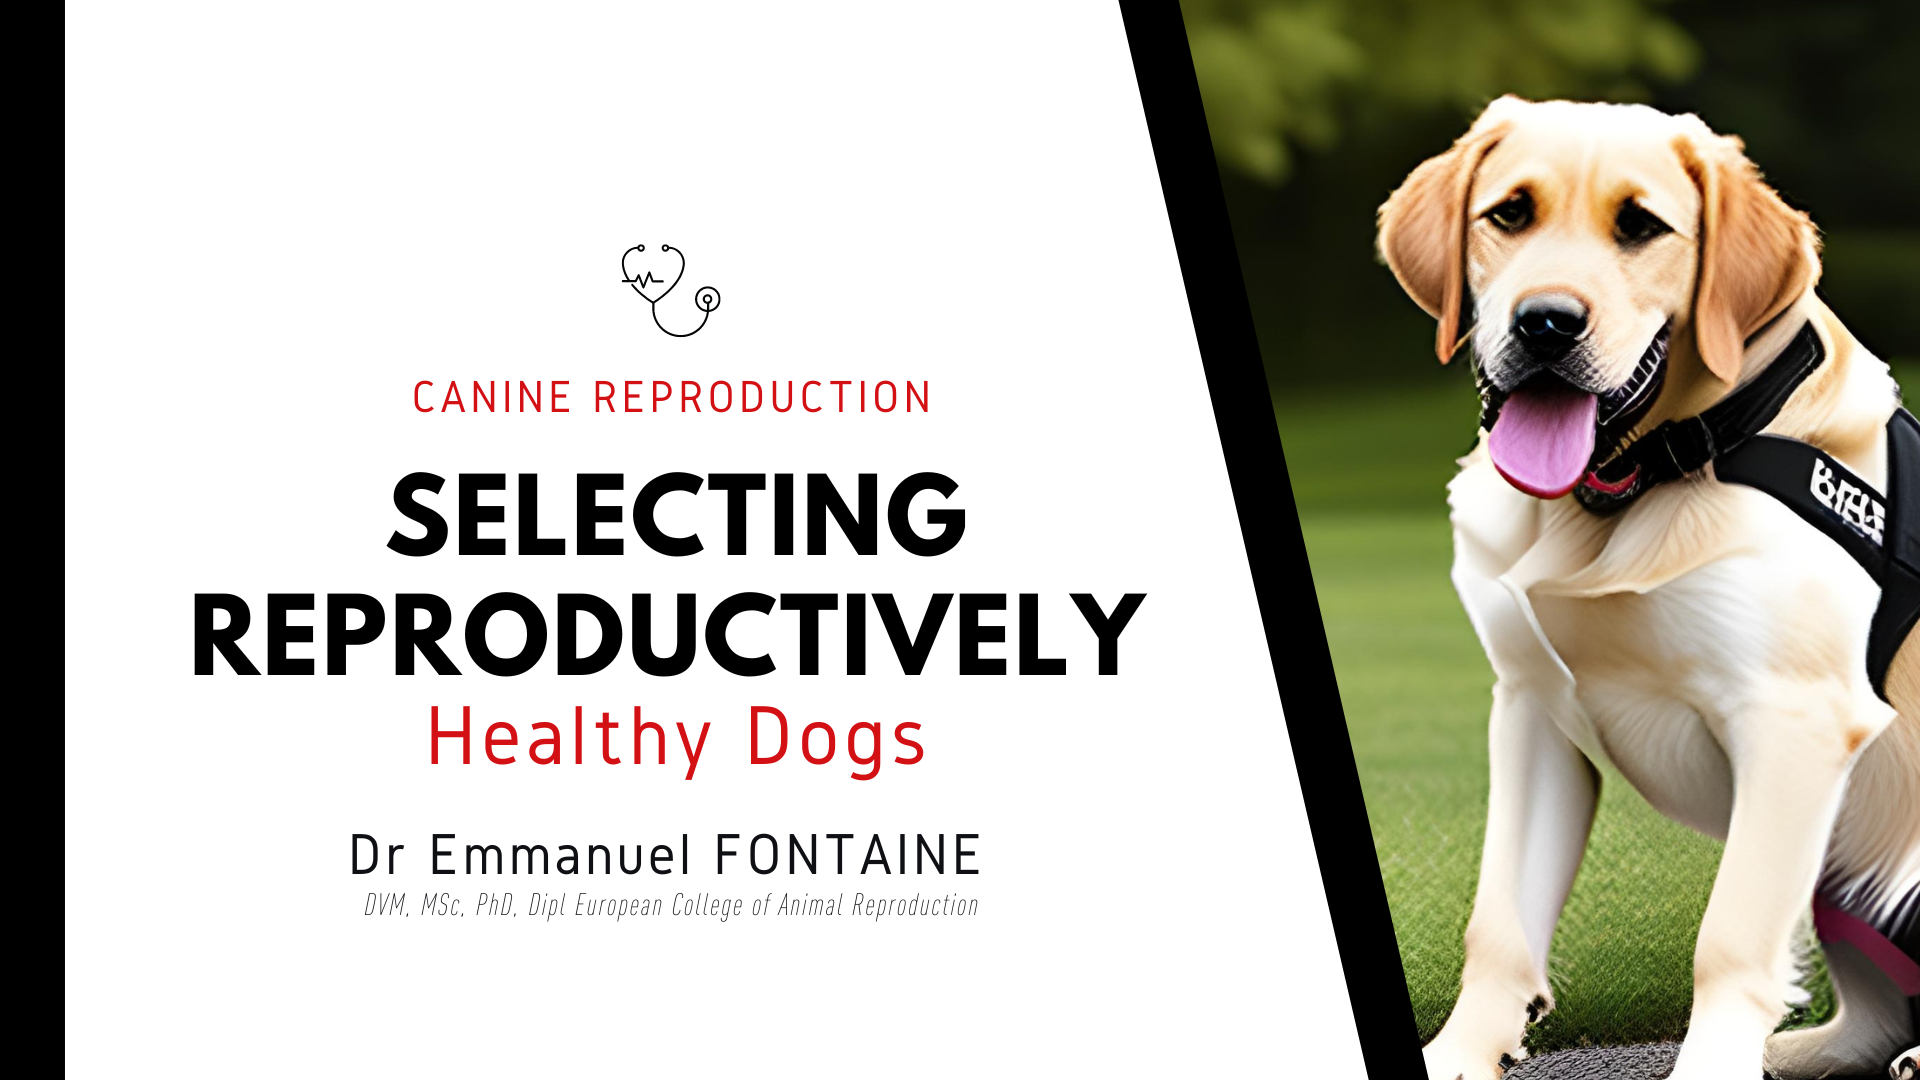 CANINE REPRODUCTION
SELECTING
REPRODUCTIVELY
Healthy Dogs
Dr Emmanuel FONTAINE
DVM, MSc, PhD, Dipl European College of Animal Reproduction